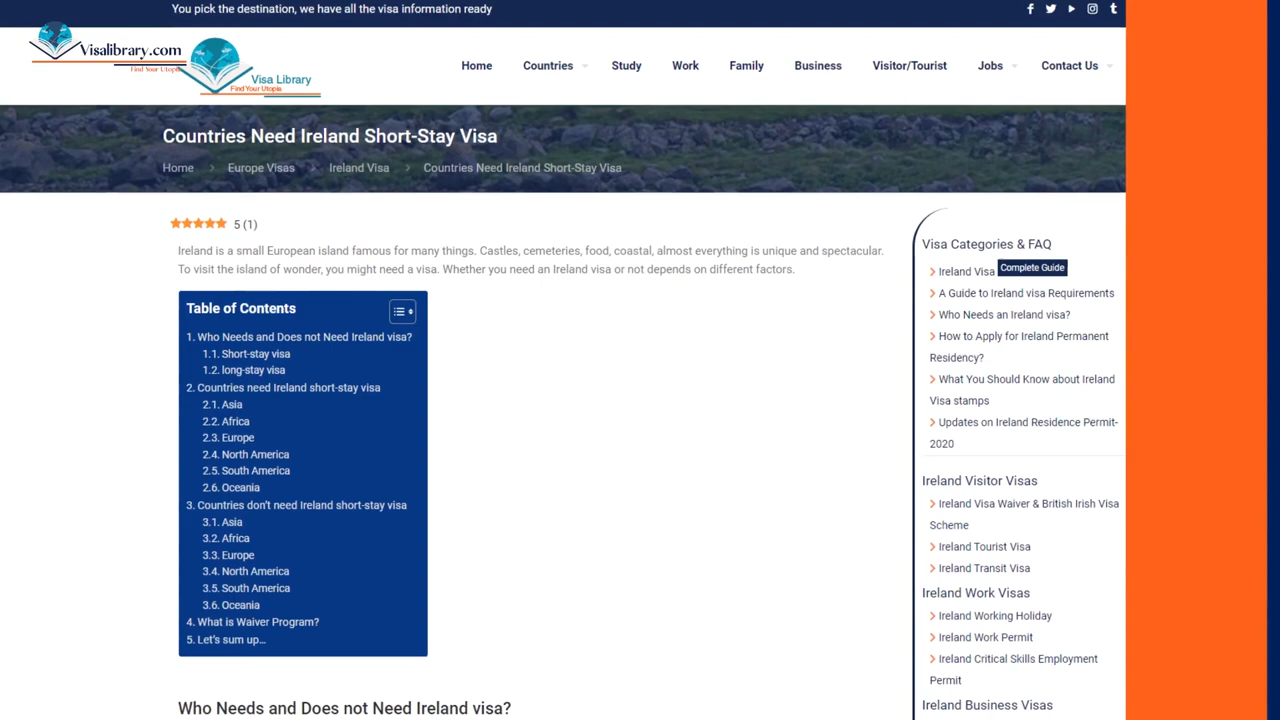 You pick the destination, we have all the visa information ready
Visalibrary.com
Find Your Utopia
Visa Library
Find Your Utopia
Home Countries Study Work Family Business Visitor/Tourist Jobs Contact Us
Countries Need Ireland Short-Stay Visa
Home > Europe Visas > Ireland Visa > Countries Need Ireland Short-Stay Visa
5 (1)
Ireland is a small European island famous for many things. Castles, cemeteries, food, coastal, almost everything is unique and spectacular.
To visit the island of wonder, you might need a visa. Whether you need an Ireland visa or not depends on different factors.
Table of Contents
1. Who Needs and Does not Need Ireland visa?
1.1. Short-stay visa
1.2. long-stay visa
2. Countries need Ireland short-stay visa
2.1. Asia
2.2. Africa
2.3. Europe
2.4. North America
2.5. South America
2.6. Oceania
3. Countries don't need Ireland short-stay visa
3.1. Asia
3.2. Africa
3.3. Europe
3.4. North America
3.5. South America
3.6. Oceania
4. What is Waiver Program?
5. Let's sum up...
Who Needs and Does not Need Ireland visa?
Visa Categories & FAQ
Ireland Visa Complete Guide
A Guide to Ireland visa Requirements
Who Needs an Ireland visa?
How to Apply for Ireland Permanent
Residency?
What You Should Know about Ireland
Visa stamps
Updates on Ireland Residence Permit-
2020
Ireland Visitor Visas
Ireland Visa Waiver & British Irish Visa
Scheme
Ireland Tourist Visa
Ireland Transit Visa
Ireland Work Visas
Ireland Working Holiday
Ireland Work Permit
Ireland Critical Skills Employment
Permit
Ireland Business Visas